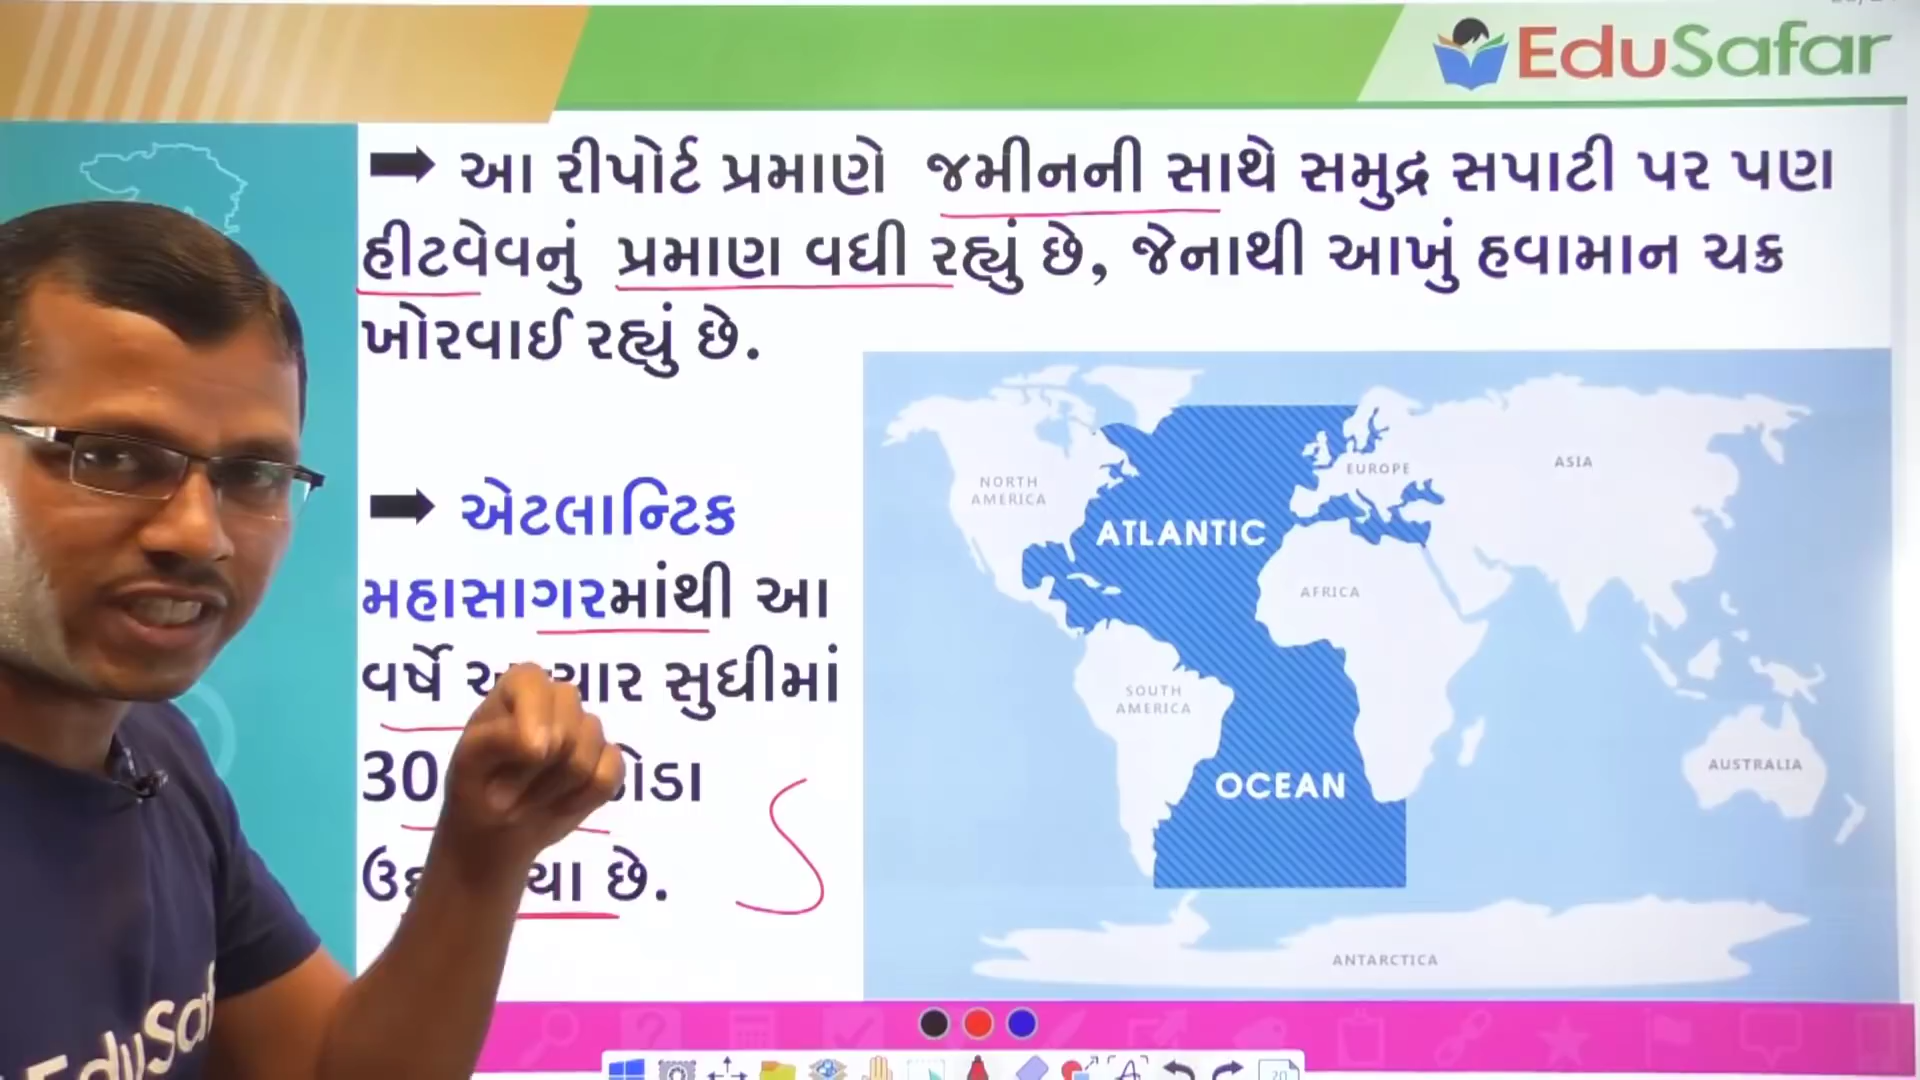 EduSafar
આ રીપોર્ટ પ્રમાણે જમીનની સાથે સમુદ્ર સપાટી પર પણ
હીટવેવનું પ્રમાણ વધી રહ્યું છે, જેનાથી આખું હવામાન ચક્ર
ખોરવાઈ રહ્યું છે.
એટલાન્ટિક
મહાસાગરમાંથી આ
વર્ષે સુધીમાં
30
છે.
NORTH
AMERICA
EUROPE
ASIA
ATLANTIC
AFRICA
SOUTH
AMERICA
AUSTRALIA
OCEAN
ANTARCTICA